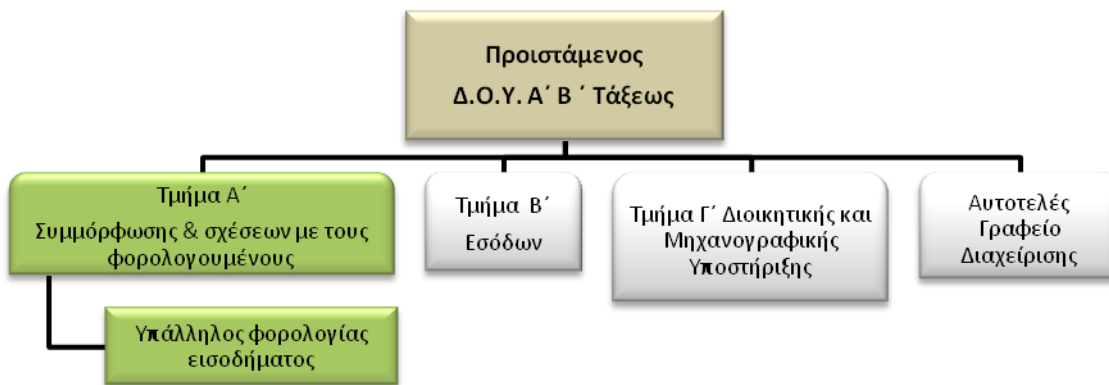 Προιστάμενος
Δ.Ο.Υ. Α΄ Β ΄ Τάξεως
Τμήμα Α΄
Συμμόρφωσης & σχέσεων με τους
φορολογουμένους
Τμήμα Β΄
Εσόδων
Τμήμα Γ΄ Διοικητικής και
Μηχανογραφικής
Υποστήριξης
Αυτοτελές
Γραφείο
Διαχείρισης
Υπάλληλος φορολογίας
εισοδήματος